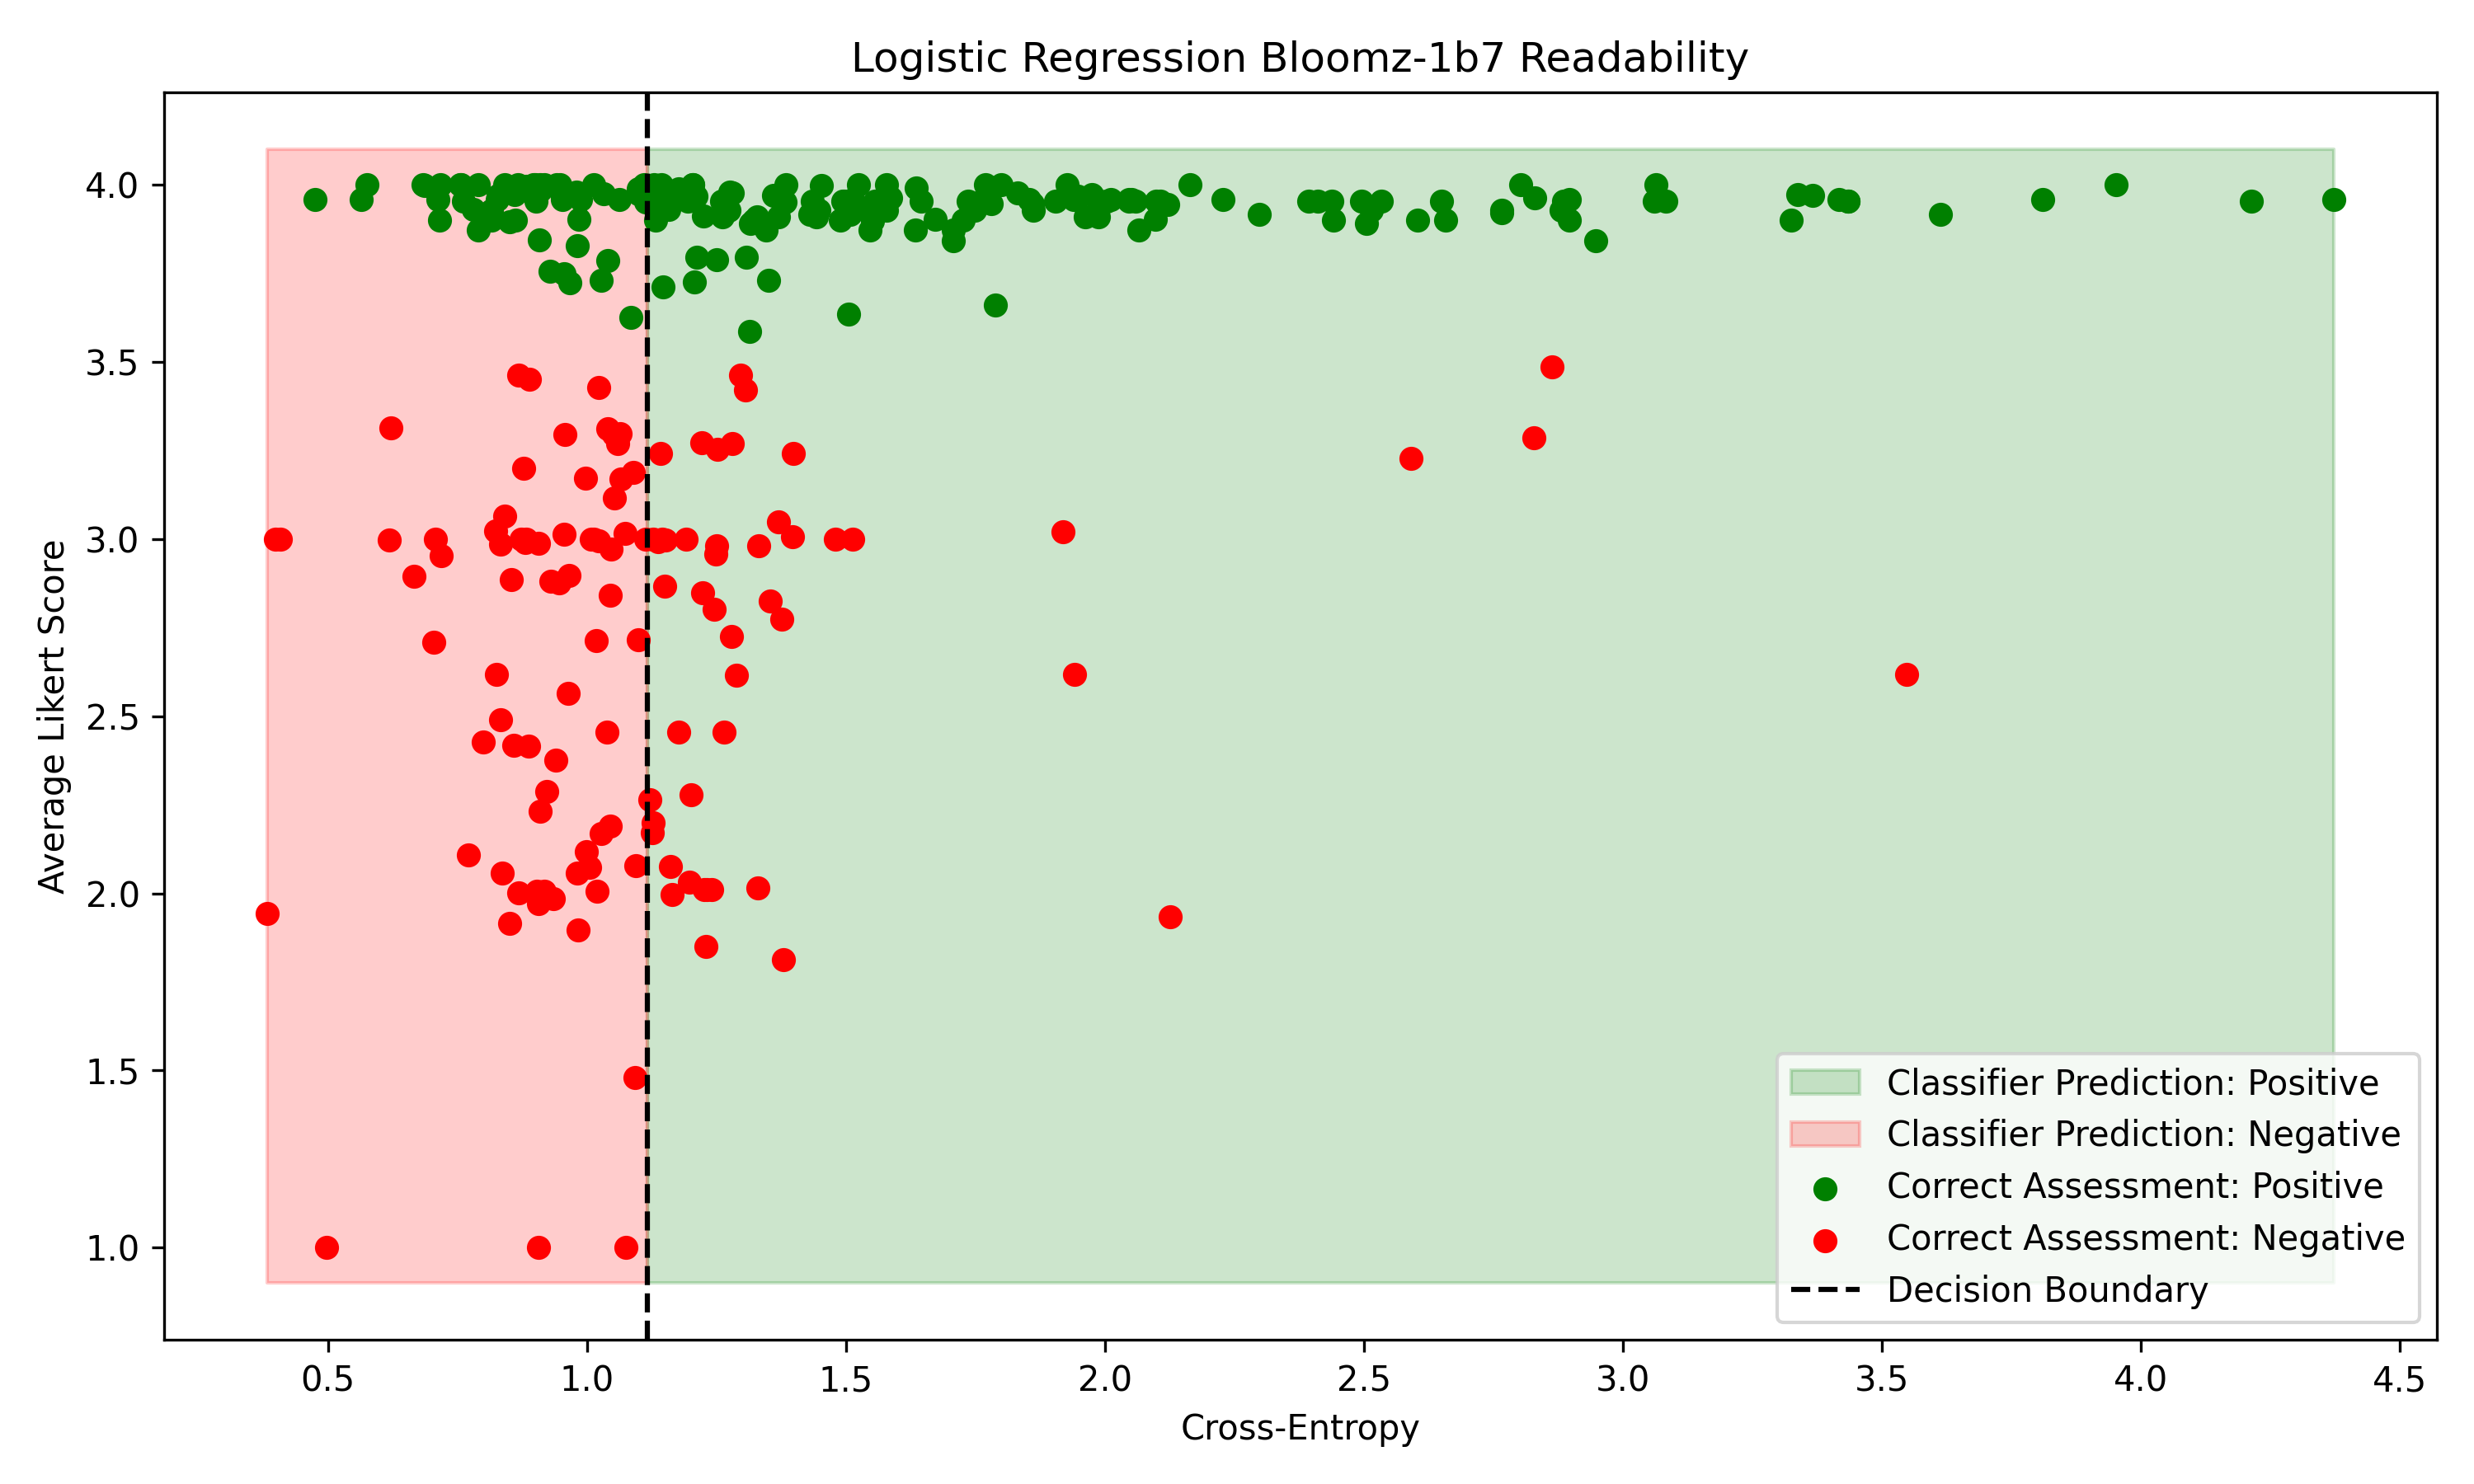 Logistic Regression Bloomz-1b7 Readability
Average Likert Score
4.0
3.5
3.0
2.5
2.0
1.5
1.0
Classifier Prediction: Positive
Classifier Prediction: Negative
Correct Assessment: Positive
Correct Assessment: Negative
Decision Boundary
0.5 1.0 1.5 2.0 2.5 3.0 3.5 4.0 4.5
Cross-Entropy